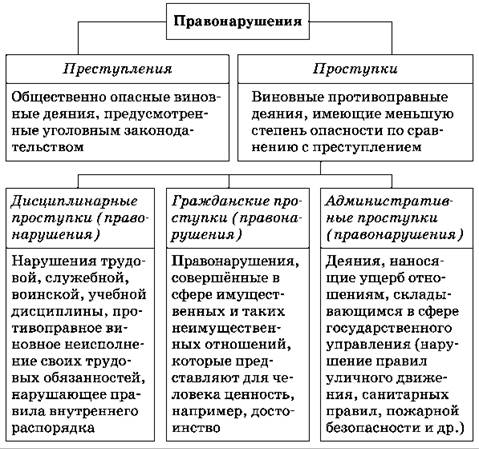 Правонарушения
Преступления
Общественно опасные винов-
ные деяния, предусмотрен-
ные уголовным законода-
тельством
Проступки
Виновные противоправные
деяния, имеющие меньшую
степень опасности по срав-
нению с преступлением
Дисциплинарные
проступки (право-
нарушения)
Нарушения трудо-
вой, служебной,
воинской, учебной
дисциплины, про-
тивоправное ви-
новное неисполне-
ние своих трудо-
вых обязанностей,
нарушающее пра-
вила внутреннего
распорядка
Гражданские про-
ступки (правона-
рушения)
Правонарушения,
совершённые в
сфере имущест-
венных и таких
неимуществен-
ных отношений,
которые пред-
ставляют для че-
ловека ценность,
например, досто-
инство
Административ-
ные проступки
(правонарушения)
Деяния, нанося-
щие ущерб отно-
шениям, склады-
вающимся в сфере
государственного
управления (нару-
шение правил
уличного движе-
ния, санитарных
правил, пожарной
безопасности и др.)